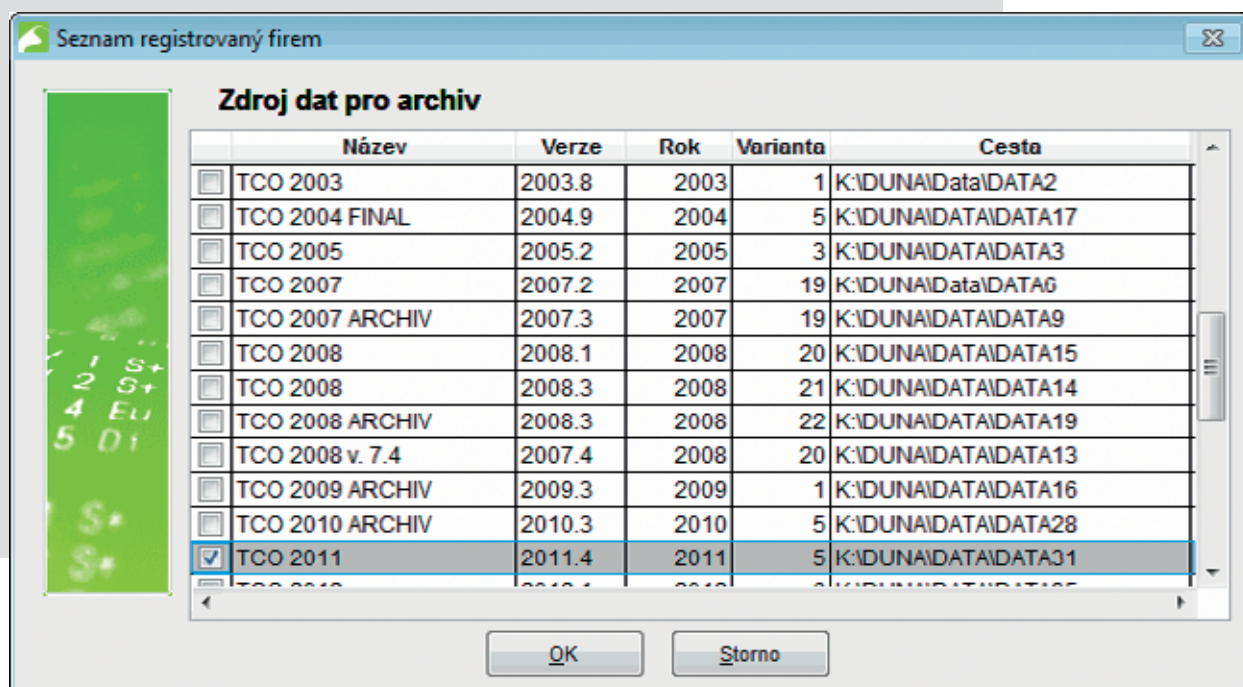 Seznam registrovaný firem
Zdroj dat pro archiv
Název Verze Rok Varianta Cesta
TCO 2003 2003.8 2003 1 K:\DUNA\Data\DATA2
TCO 2004 FINAL 2004.9 2004 5 K:\DUNA\DATA\DATA17
TCO 2005 2005.2 2005 3 K:\DUNA\DATA\DATA3
TCO 2007 2007.2 2007 19 K:\DUNA\Data\DATA6
TCO 2007 ARCHIV 2007.3 2007 19 K:\DUNA\DATA\DATA9
TCO 2008 2008.1 2008 20 K:\DUNA\DATA\DATA15
TCO 2008 2008.3 2008 21 K:\DUNA\DATA\DATA14
TCO 2008 ARCHIV 2008.3 2008 22 K:\DUNA\DATA\DATA19
TCO 2008 v. 7.4 2007.4 2008 20 K:\DUNA\DATA\DATA13
TCO 2009 ARCHIV 2009.3 2009 1 K:\DUNA\DATA\DATA16
TCO 2010 ARCHIV 2010.3 2010 5 K:\DUNA\DATA\DATA28
TCO 2011 2011.4 2011 5 K:\DUNA\DATA\DATA31
1 S+
2 S+
4 Eu
5 Di
S+
S+
OK Storno